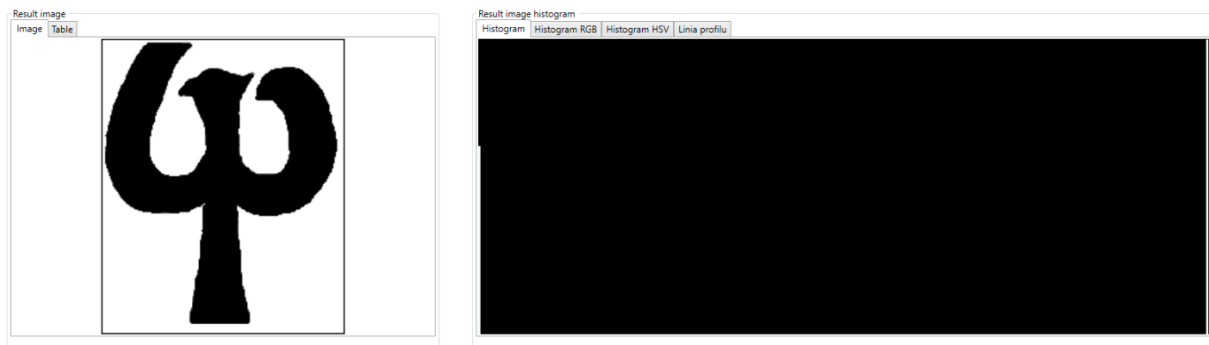 Result image
Image Table
Result image histogram
Histogram Histogram RGB Histogram HSV Linia profilu